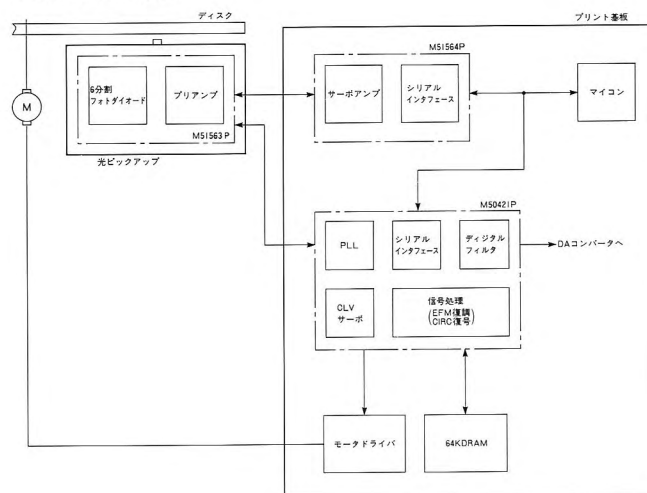 ディスク
プリント基板
M51564P
6分割
フォトダイオード
プリアンプ
サーボアンプ
シリアル
インタフェース
マイコン
M
M51563P
光ピックアップ
M50421P
PLL
シリアル
インタフェース
ディジタル
フィルタ
DAコンバータへ
CLV
サーボ
信号処理
(EFM復調
CIRC復号)
モータドライバ
64KDRAM